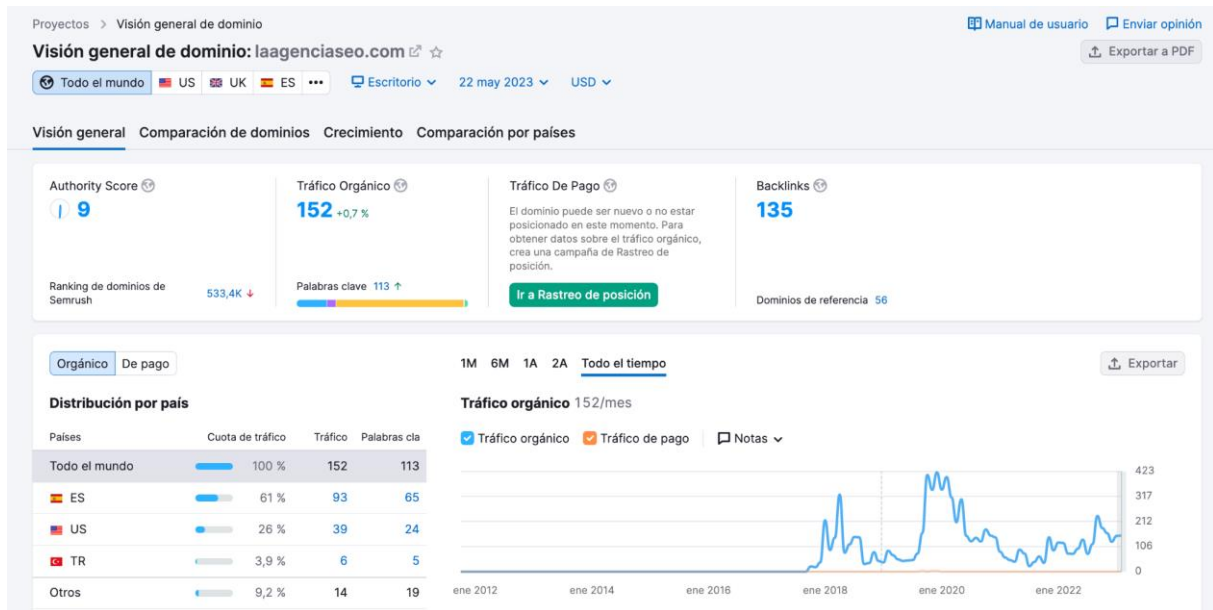 Proyectos > Visión general de dominio
Manual de usuario
Enviar opinión
Visión general de dominio: laagenciaseo.com
Exportar a PDF
Todo el mundo US UK ES •••
Escritorio
22 may 2023
USD
Visión general
Comparación de dominios
Crecimiento
Comparación por países
Authority Score
9
Ranking de dominios de
Semrush
533,4K
Tráfico Orgánico
152 +0,7 %
Palabras clave 113
Tráfico De Pago
El dominio puede ser nuevo o no estar
posicionado en este momento. Para
obtener datos sobre el tráfico orgánico,
crea una campaña de Rastreo de
posición.
Ir a Rastreo de posición
Backlinks
135
Dominios de referencia 56
Orgánico De pago
Distribución por país
Países Cuota de tráfico Tráfico Palabras cla
Todo el mundo 100 % 152 113
ES 61 % 93 65
US 26 % 39 24
TR 3,9 % 6 5
Otros 9,2 % 14 19
1M 6M 1A 2A Todo el tiempo
Exportar
Tráfico orgánico 152/mes
Tráfico orgánico Tráfico de pago Notas
423
317
212
106
0
ene 2012 ene 2014 ene 2016 ene 2018 ene 2020 ene 2022